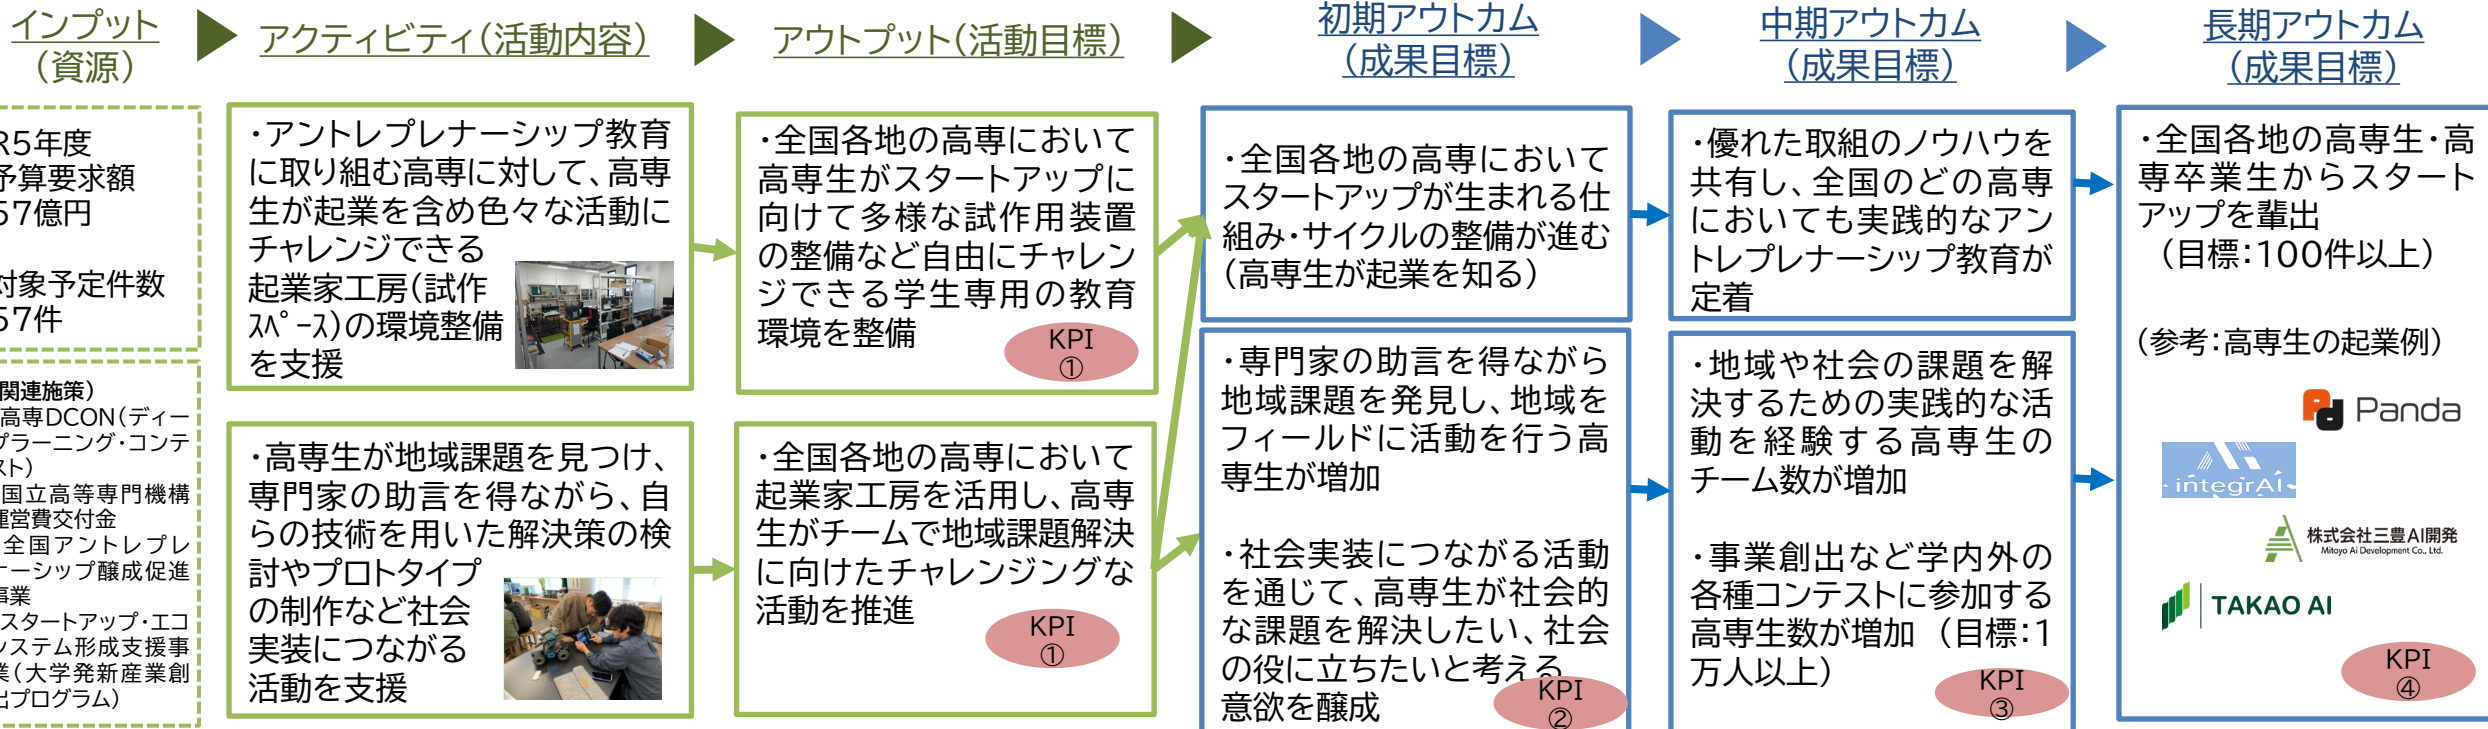 インプット
（資源）
アクティビティ（活動内容）
アウトプット（活動目標）
初期アウトカム
（成果目標）
中期アウトカム
（成果目標）
長期アウトカム
（成果目標）
R5年度
予算要求額
57億円
対象予定件数
57件
関連施策）
高専DCON（ディー
プラーニング・コンテ
スト）
国立高等専門機構
運営費交付金
全国アントレプレ
ナーシップ醸成促進
事業
スタートアップ・エコ
システム形成支援事
業（大学発新産業創
出プログラム）
・アントレプレナーシップ教育
に取り組む高専に対して、高専
生が起業を含め色々な活動に
チャレンジできる
起業家工房（試作
ｽﾍﾟｰｽ）の環境整備
を支援
・高専生が地域課題を見つけ、
専門家の助言を得ながら、自
らの技術を用いた解決策の検
討やプロトタイプ
の制作など社会
実装につながる
活動を支援
・全国各地の高専において
高専生がスタートアップに
向けて多様な試作用装置
の整備など自由にチャレン
ジできる学生専用の教育
環境を整備
KPI
①
・全国各地の高専において
起業家工房を活用し、高専
生がチームで地域課題解決
に向けたチャレンジングな
活動を推進
KPI
①
・全国各地の高専において
スタートアップが生まれる仕
組み・サイクルの整備が進む
（高専生が起業を知る）
・専門家の助言を得ながら
地域課題を発見し、地域を
フィールドに活動を行う高
専生が増加
・社会実装につながる活動
を通じて、高専生が社会的
な課題を解決したい、社会
の役に立ちたいと考える
意欲を醸成
KPI
②
・優れた取組のノウハウを
共有し、全国のどの高専
においても実践的なアン
トレプレナーシップ教育が
定着
・地域や社会の課題を解
決するための実践的な活
動を経験する高専生の
チーム数が増加
・事業創出など学内外の
各種コンテストに参加する
高専生数が増加（目標：1
万人以上）
KPI
③
・全国各地の高専生・高
専卒業生からスタート
アップを輩出
（目標：100件以上）
（参考：高専生の起業例）
Panda
integrAI
株式会社三豊AI開発
Mitoyo Ai Development Co., Ltd.
TAKAO AI
KPI
④